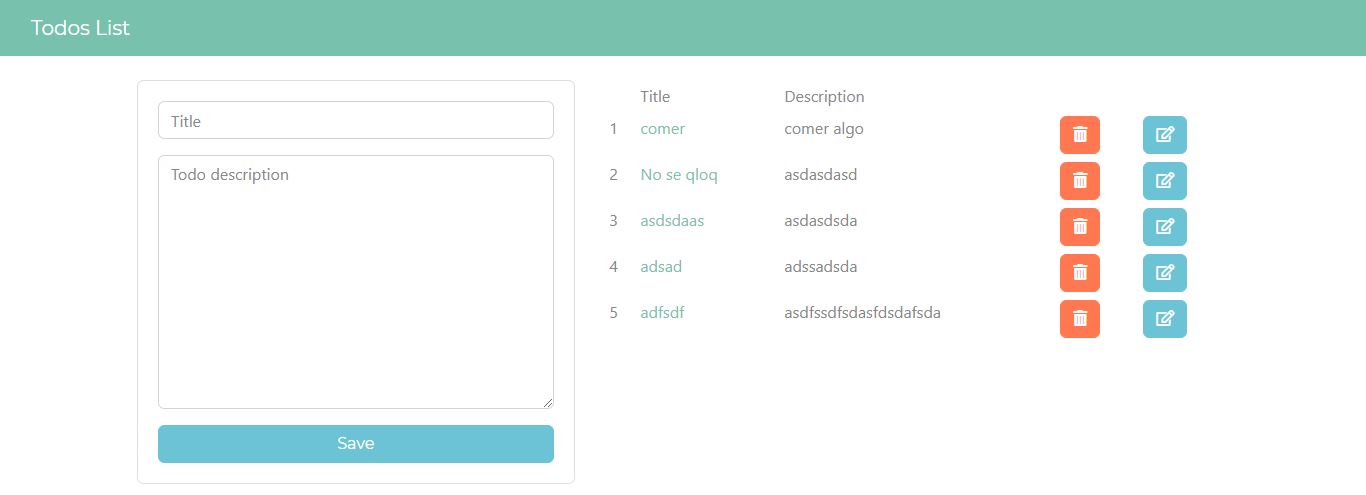 Todos List
Title
Todo description
Save
Title Description
1 comer comer algo
2 No se qloq asdasdasd
3 asdsdaas asdasdsda
4 adsad adssadsda
5 adfsdf asdfssdfsdasfdsdafsda